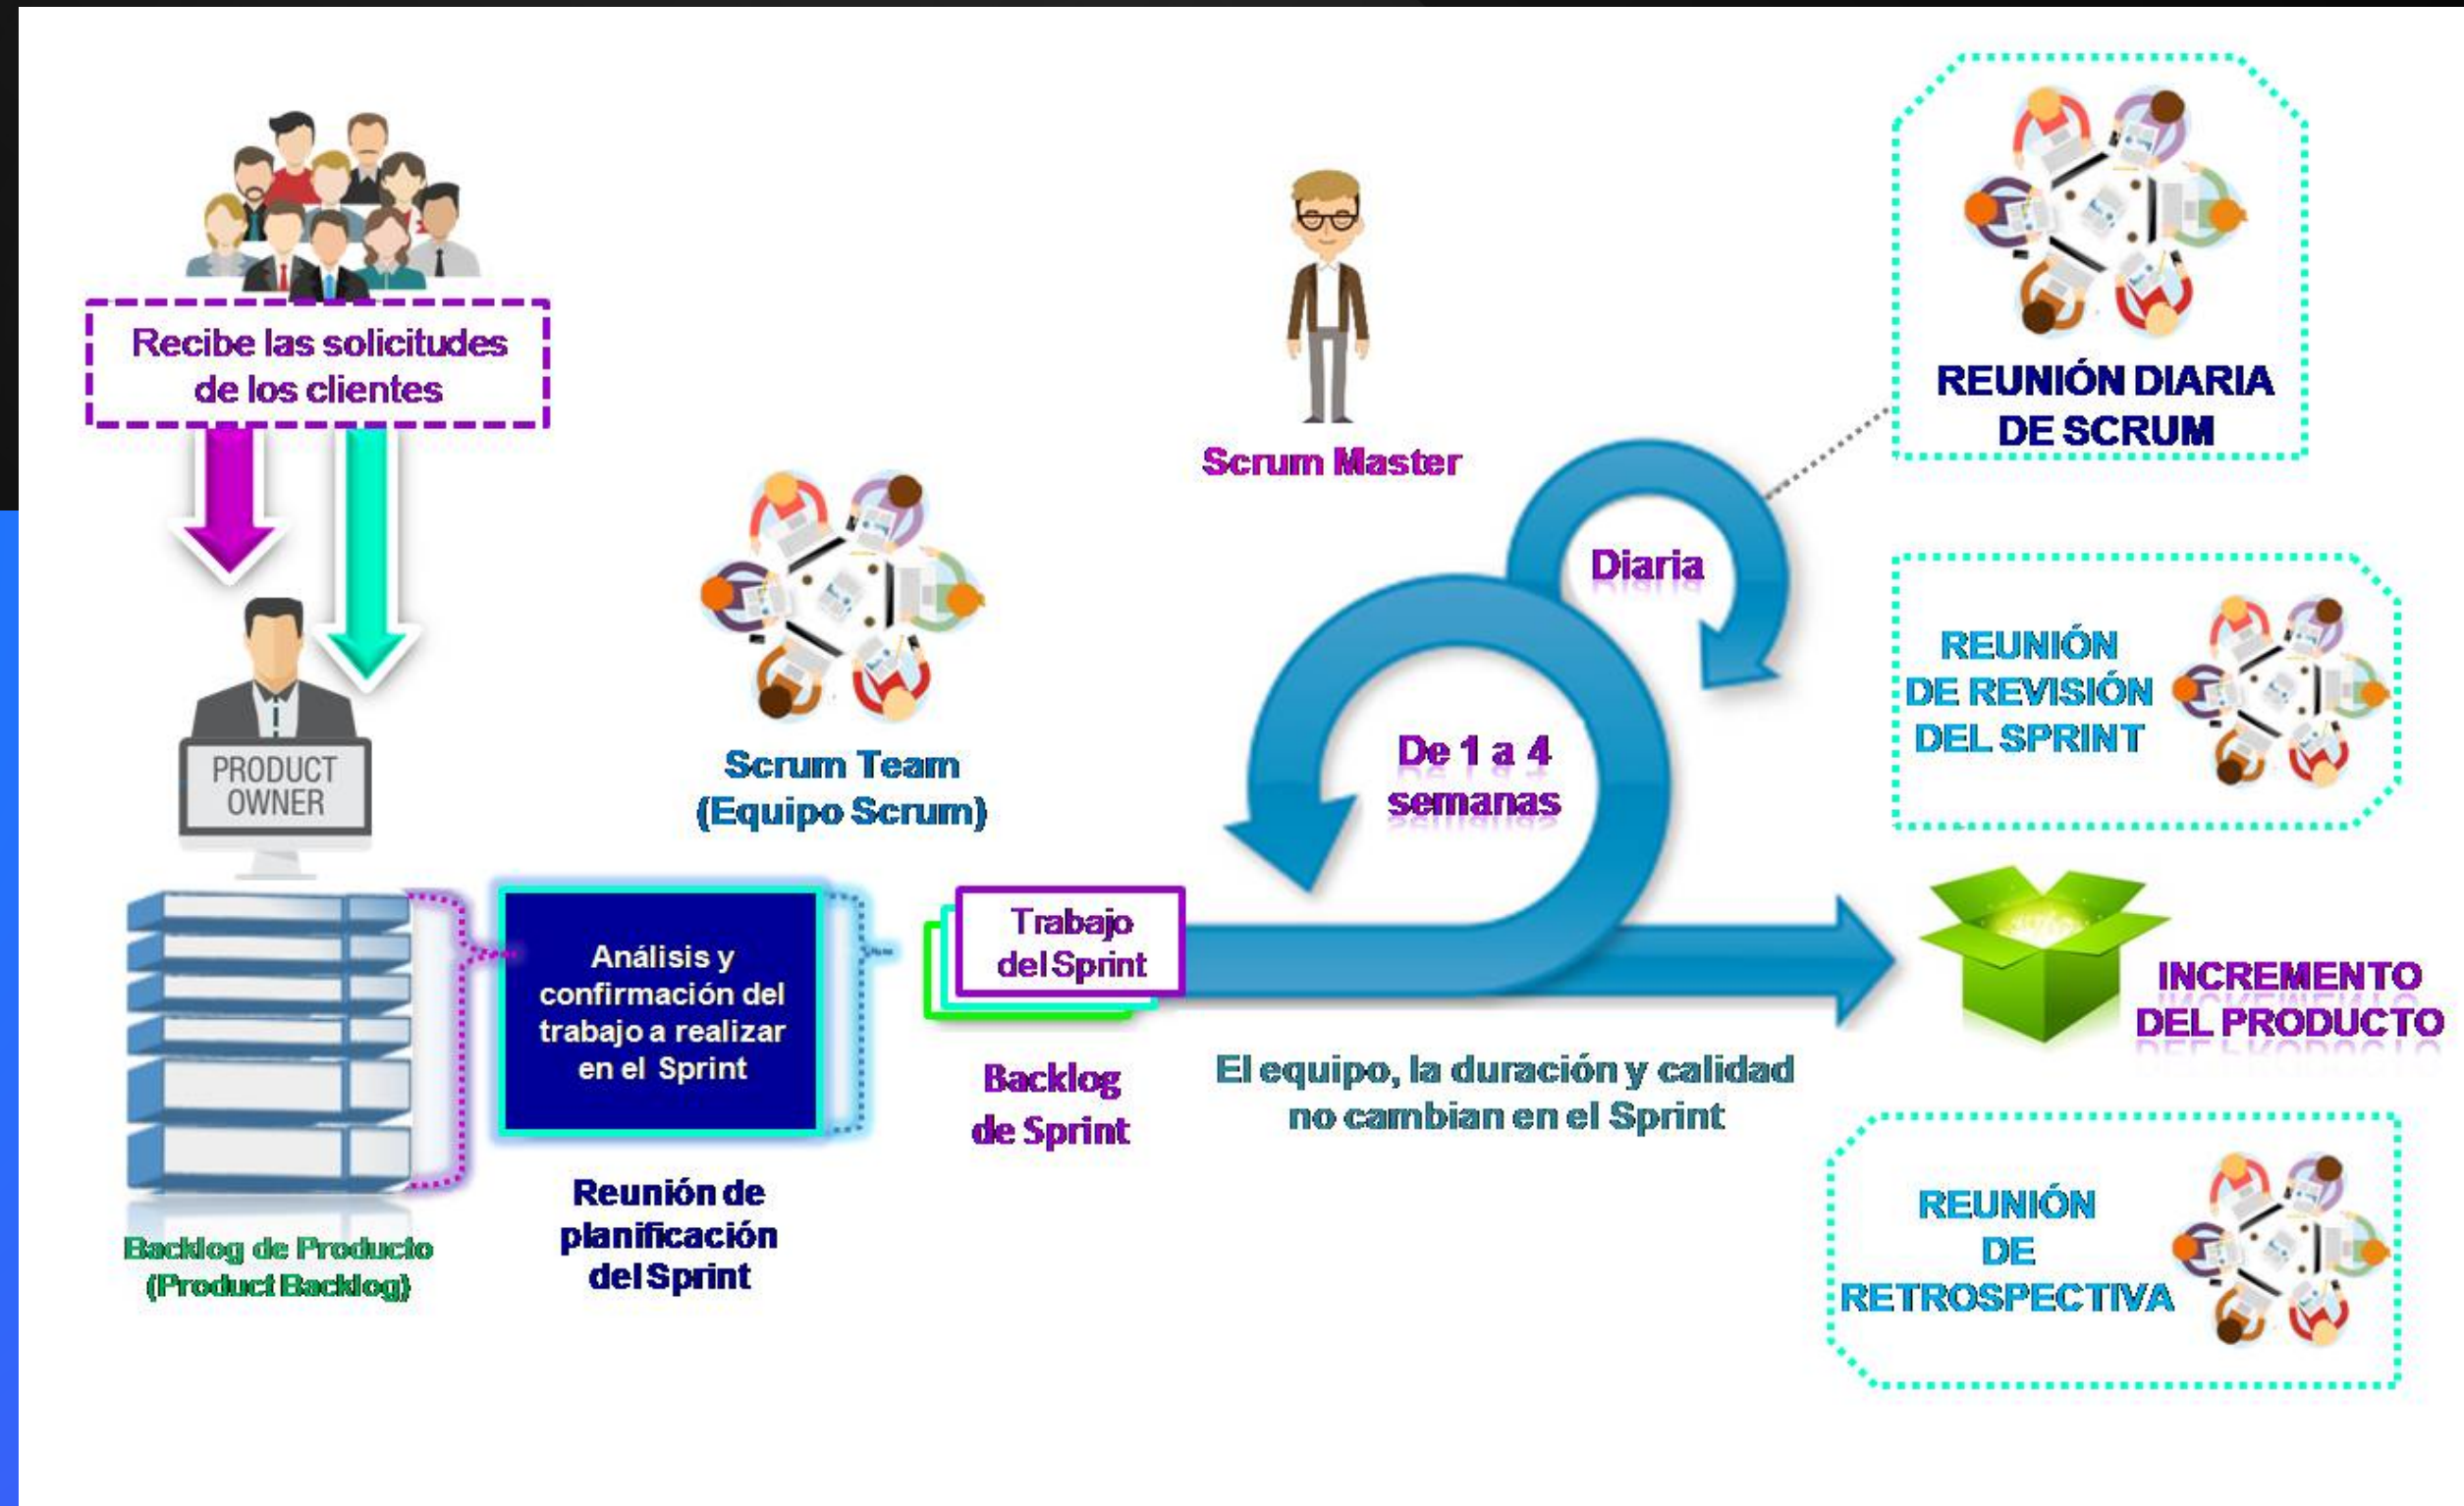 Recibe las solicitudes
de los clientes
PRODUCT
OWNER
Backlog de Producto
(Product Backlog)
Scrum Team
(Equipo Scrum)
Análisis y
confirmación del
trabajo a realizar
en el Sprint
Reunión de
planificación
del Sprint
Trabajo
del Sprint
Backlog
de Sprint
Scrum Master
Diaria
De 1 a 4
semanas
El equipo, la duración y calidad
no cambian en el Sprint
REUNIÓN DIARIA
DE SCRUM
REUNIÓN
DE REVISIÓN
DEL SPRINT
INCREMENTO
DEL PRODUCTO
REUNIÓN
DE
RETROSPECTIVA